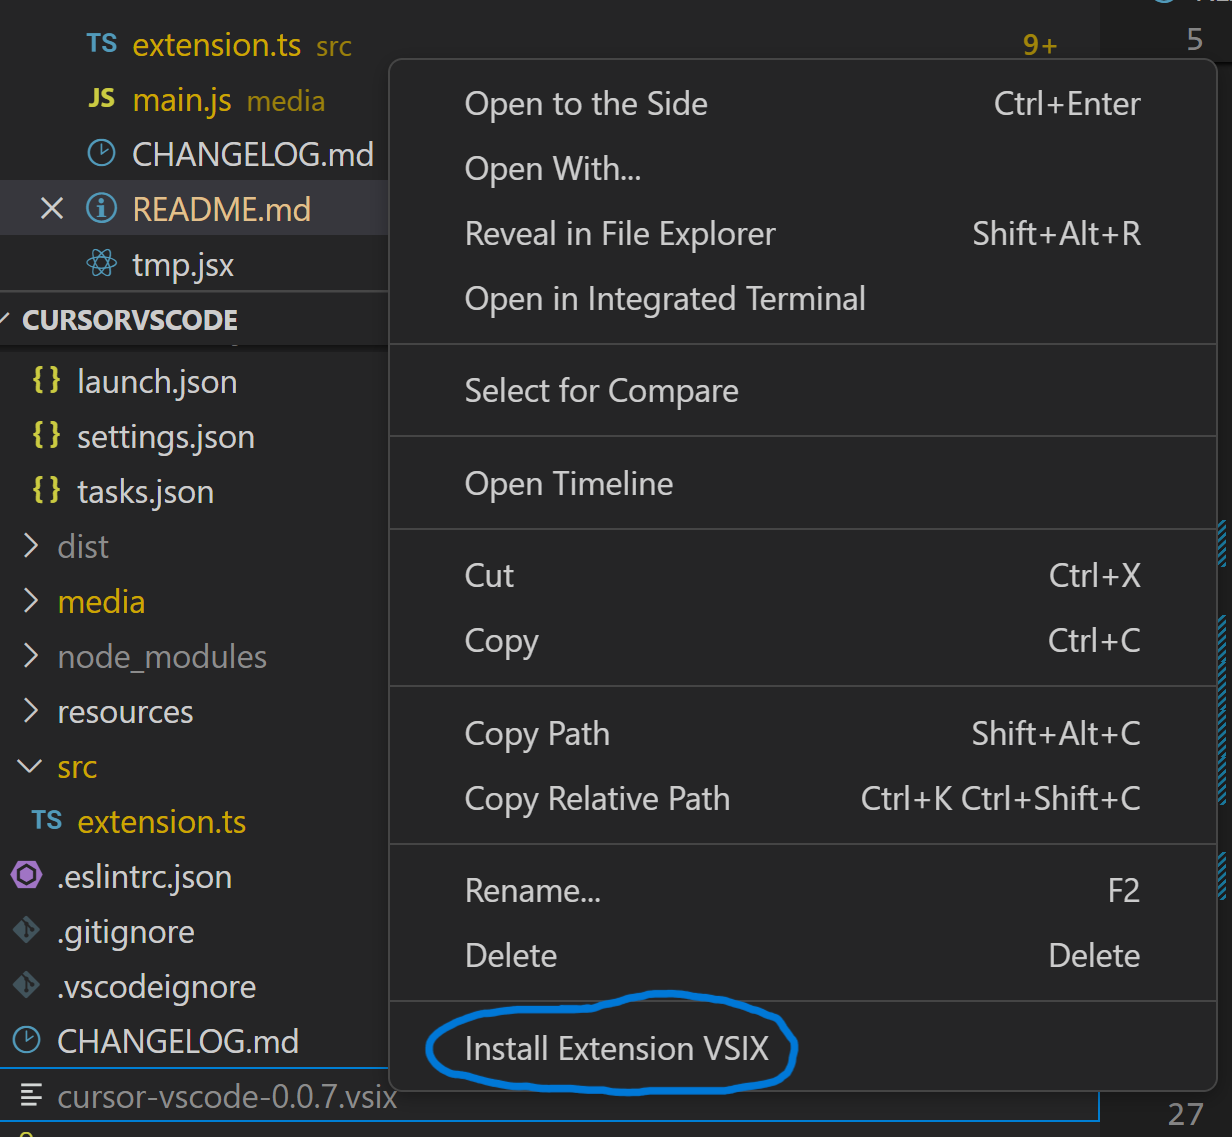 TS extension.ts src 9+
JS main.js media
CHANGELOG.md
README.md
tmp.jsx
CURSORVSCODE
{} launch.json
{} settings.json
{} tasks.json
dist
media
node_modules
resources
src
TS extension.ts
.eslintrc.json
.gitignore
.vscodeignore
CHANGELOG.md
cursor-vscode-0.0.7.vsix
Open to the Side Ctrl+Enter
Open With...
Reveal in File Explorer Shift+Alt+R
Open in Integrated Terminal
Select for Compare
Open Timeline
Cut Ctrl+X
Copy Ctrl+C
Copy Path Shift+Alt+C
Copy Relative Path Ctrl+K Ctrl+Shift+C
Rename... F2
Delete Delete
Install Extension VSIX
5
27